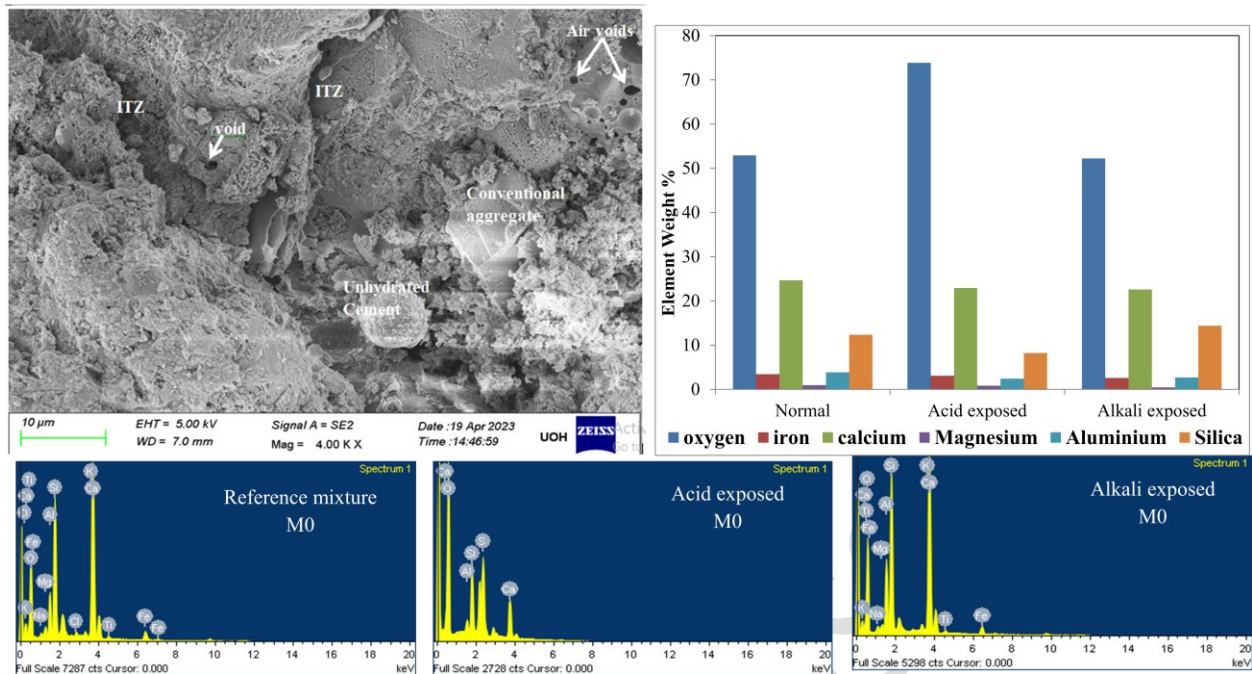 Air voids
ITZ
ITZ
void
Conventional
aggregate
Unhydrated
Cement
10 µm
EHT = 5.00 kV
WD = 7.0 mm
Signal A = SE2
Mag = 4.00 K X
Date :19 Apr 2023
Time :14:46:59
UOH
ZEISS
Activ
Go to
80
70
60
50
40
30
20
10
0
Element Weight %
Normal
Acid exposed
Alkali exposed
oxygen
iron
calcium
Magnesium
Aluminium
Silica
Spectrum 1
Reference mixture
M0
Ti
Ca
Cl
Si
Al
Fe
O
Mg
K
Na
Cl
Ti
K
Ca
Fe
Fe
0 2 4 6 8 10 12 14 16 18 20
Full Scale 7287 cts Cursor: 0.000
keV
Spectrum 1
Acid exposed
M0
Ca
O
Si
S
Al
Ca
0 2 4 6 8 10 12 14 16 18 20
Full Scale 2728 cts Cursor: 0.000
keV
Spectrum 1
Alkali exposed
M0
O
Ca
Ti
Fe
Si
Al
Mg
K
Na
K
Ca
Ti
Fe
0 2 4 6 8 10 12 14 16 18 20
Full Scale 5298 cts Cursor: 0.000
keV